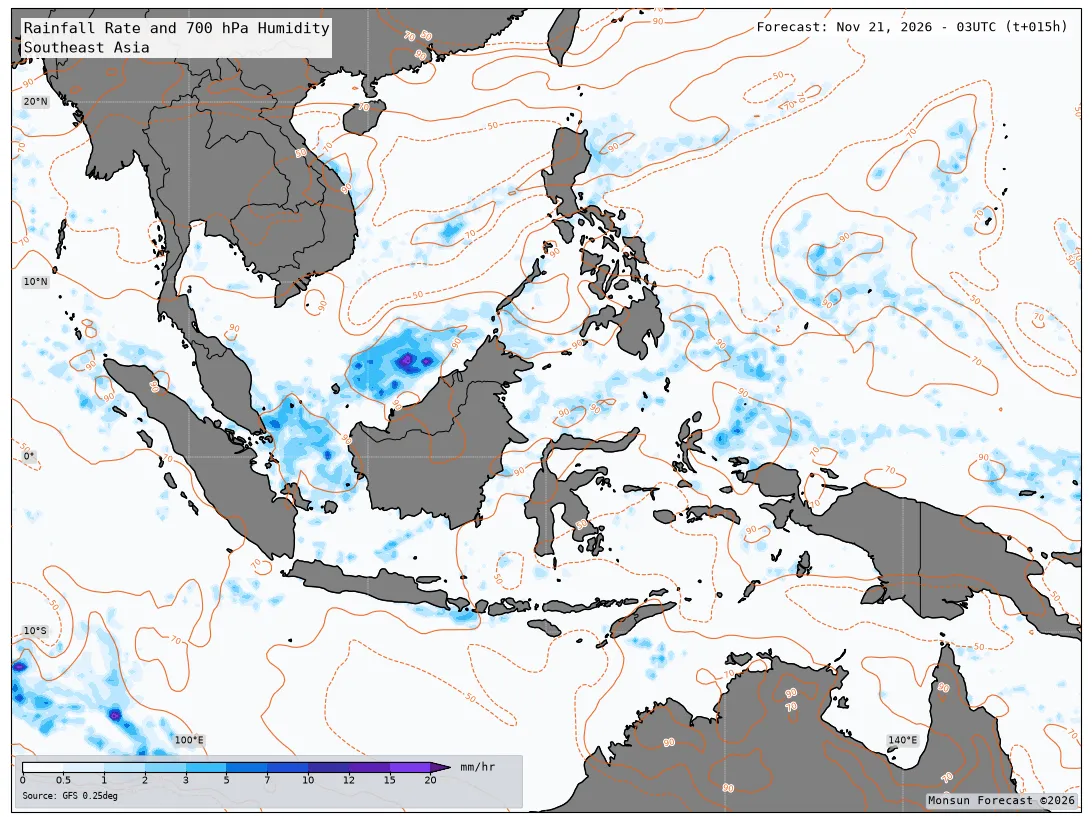 Rainfall Rate and 700 hPa Humidity
Southeast Asia
Forecast: Nov 21, 2026 - 03UTC (t+015h)
20°N
10°N
0°
10°S
100°E
140°E
mm/hr
0 0.5 1 2 3 5 7 10 12 15 20
Source: GFS 0.25deg
Monsun Forecast ©2026